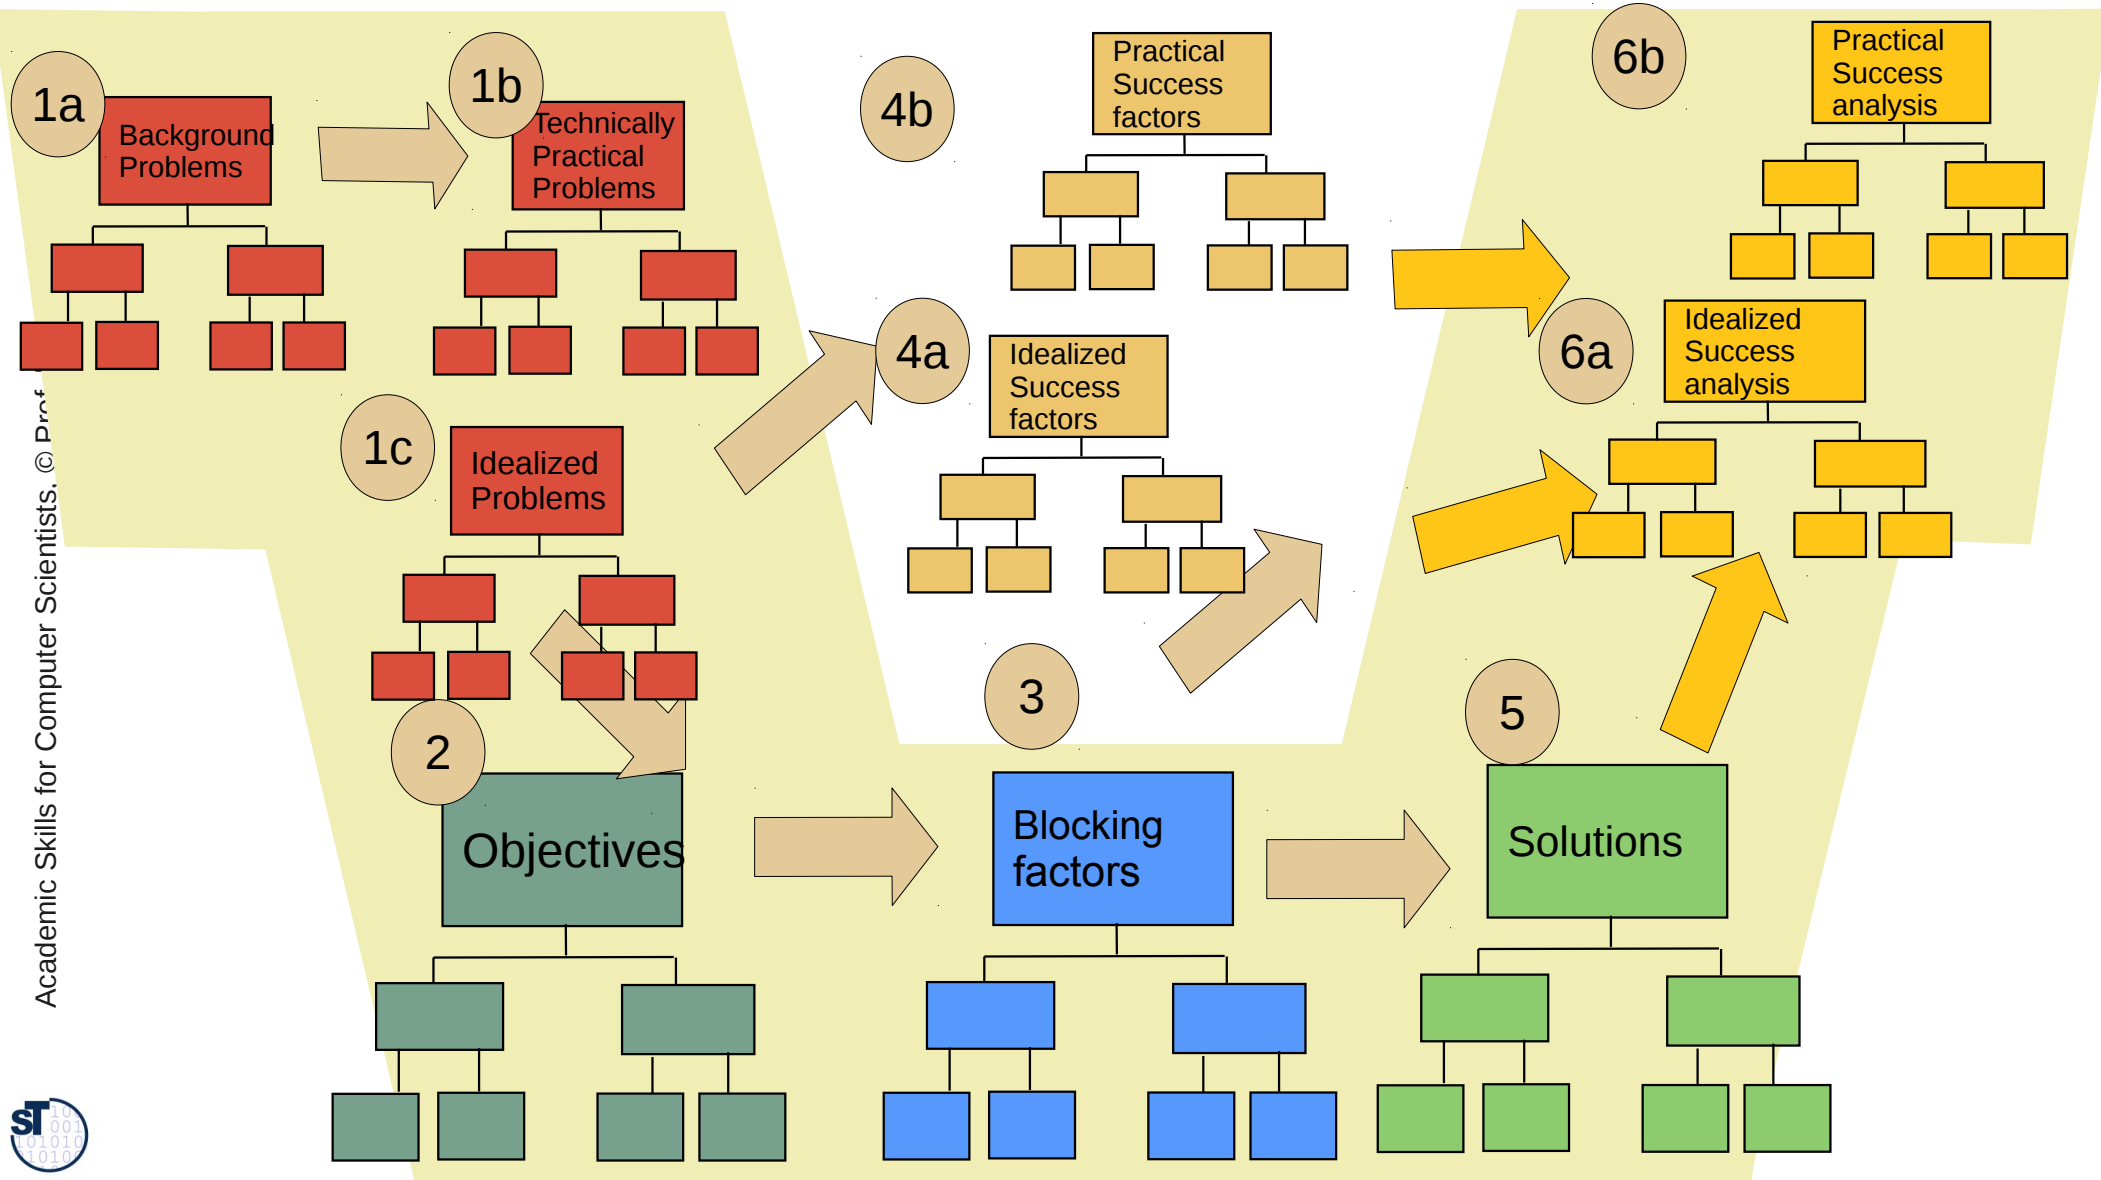 1a
Background
Problems
1b
Technically
Practical
Problems
4b
Practical
Success
factors
6b
Practical
Success
analysis
1c
Idealized
Problems
4a
Idealized
Success
factors
6a
Idealized
Success
analysis
2
Objectives
3
Blocking
factors
5
Solutions
Academic Skills for Computer Scientists, © Prof
ST